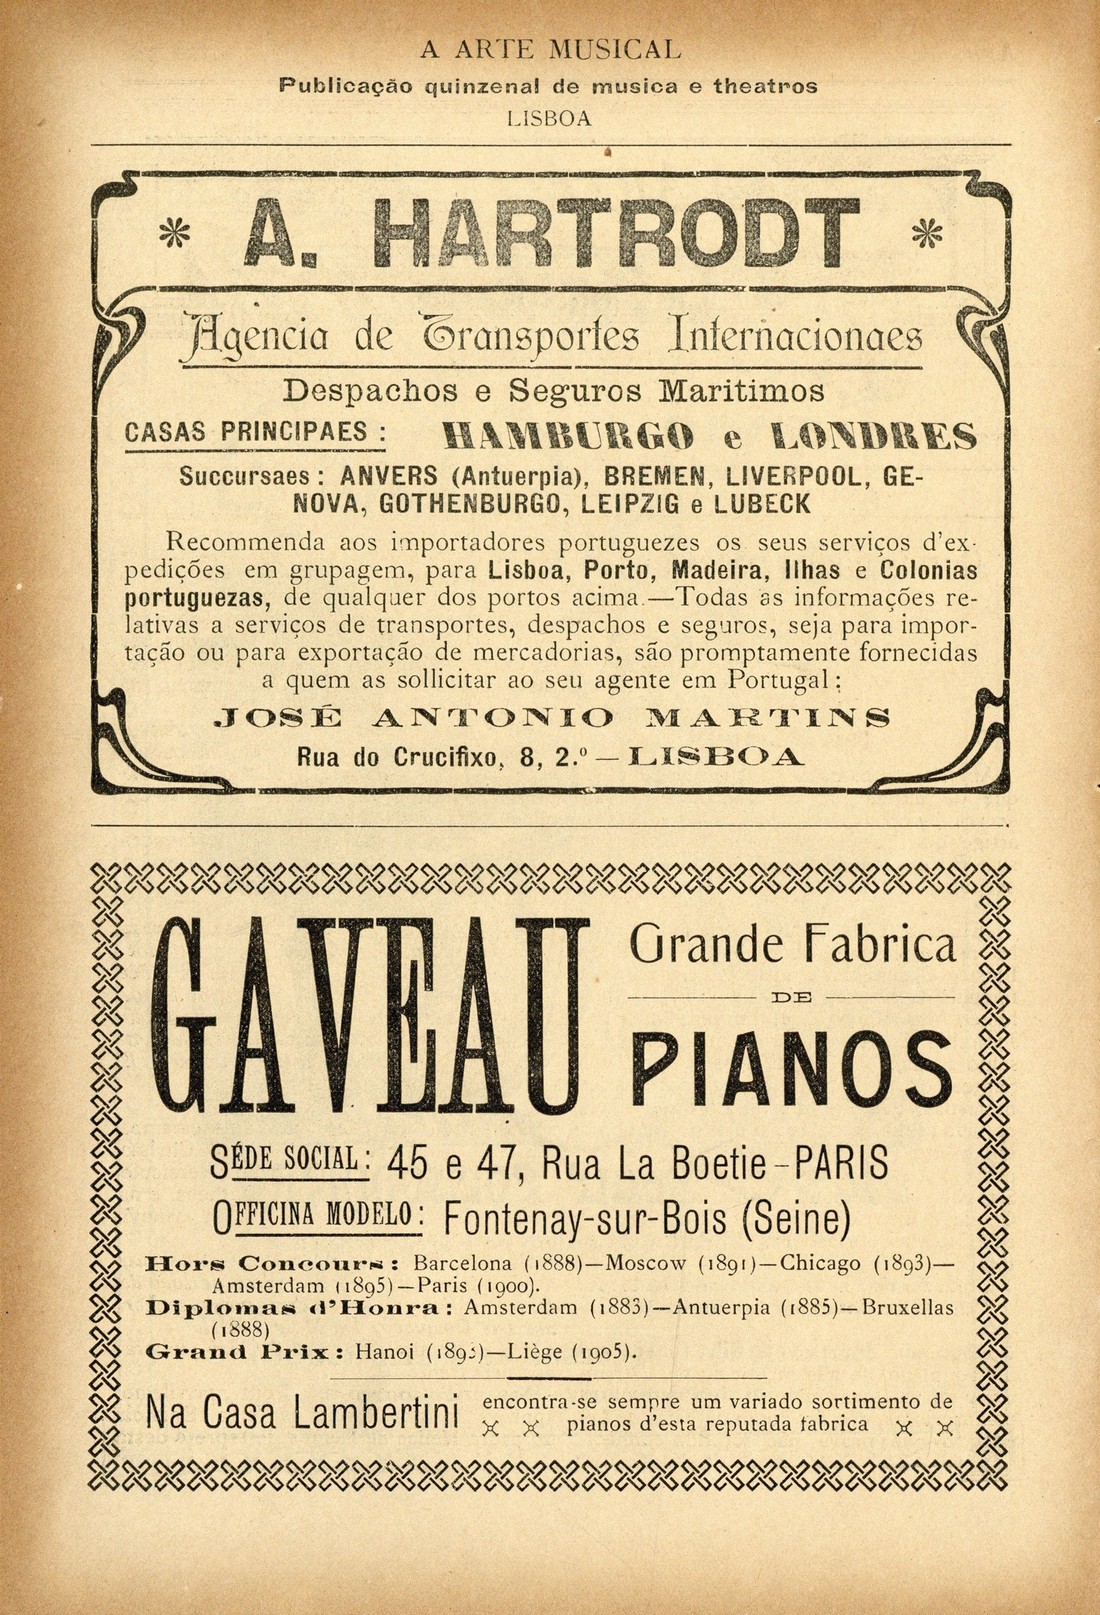 A ARTE MUSICAL
Publicação quinzenal de musica e theatros
LISBOA
A. HARTRODT
Agencia de Transportes Internacionaes
Despachos e Seguros Maritimos
CASAS PRINCIPAES: HAMBURGO e LONDRES
Succursaes: ANVERS (Antuerpia), BREMEN, LIVERPOOL, GE-
NOVA, GOTHENBURGO, LEIPZIG e LUBECK
Recommenda aos importadores portuguezes os seus serviços d'ex-
pedições em grupagem, para Lisboa, Porto, Madeira, Ilhas e Colonias
portuguezas, de qualquer dos portos acima.—Todas as informações re-
lativas a serviços de transportes, despachos e seguros, seja para impor-
tação ou para exportação de mercadorias, são promptamente fornecidas
a quem as sollicitar ao seu agente em Portugal:
JOSÉ ANTONIO MARTINS
Rua do Crucifixo, 8, 2.º — LISBOA
GAVEAU
Grande Fabrica
DE
PIANOS
SÉDE SOCIAL: 45 e 47, Rua La Boetie-PARIS
OFFICINA MODELO: Fontenay-sur-Bois (Seine)
Hors Concours: Barcelona (1888)—Moscow (1891)—Chicago (1893)—
Amsterdam (1895)—Paris (1900).
Diplomas d'Honra: Amsterdam (1883)—Antuerpia (1885)—Bruxellas
(1888)
Grand Prix: Hanoi—Liège (1905).
Na Casa Lambertini
encontra-se sempre um variado sortimento de
pianos d'esta reputada fabrica